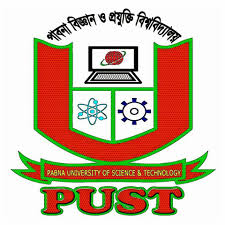 পাবনা বিজ্ঞান ও প্রযুক্তি বিশ্ববিদ্যালয়
PABNA UNIVERSITY OF SCIENCE & TECHNOLOGY
PUST